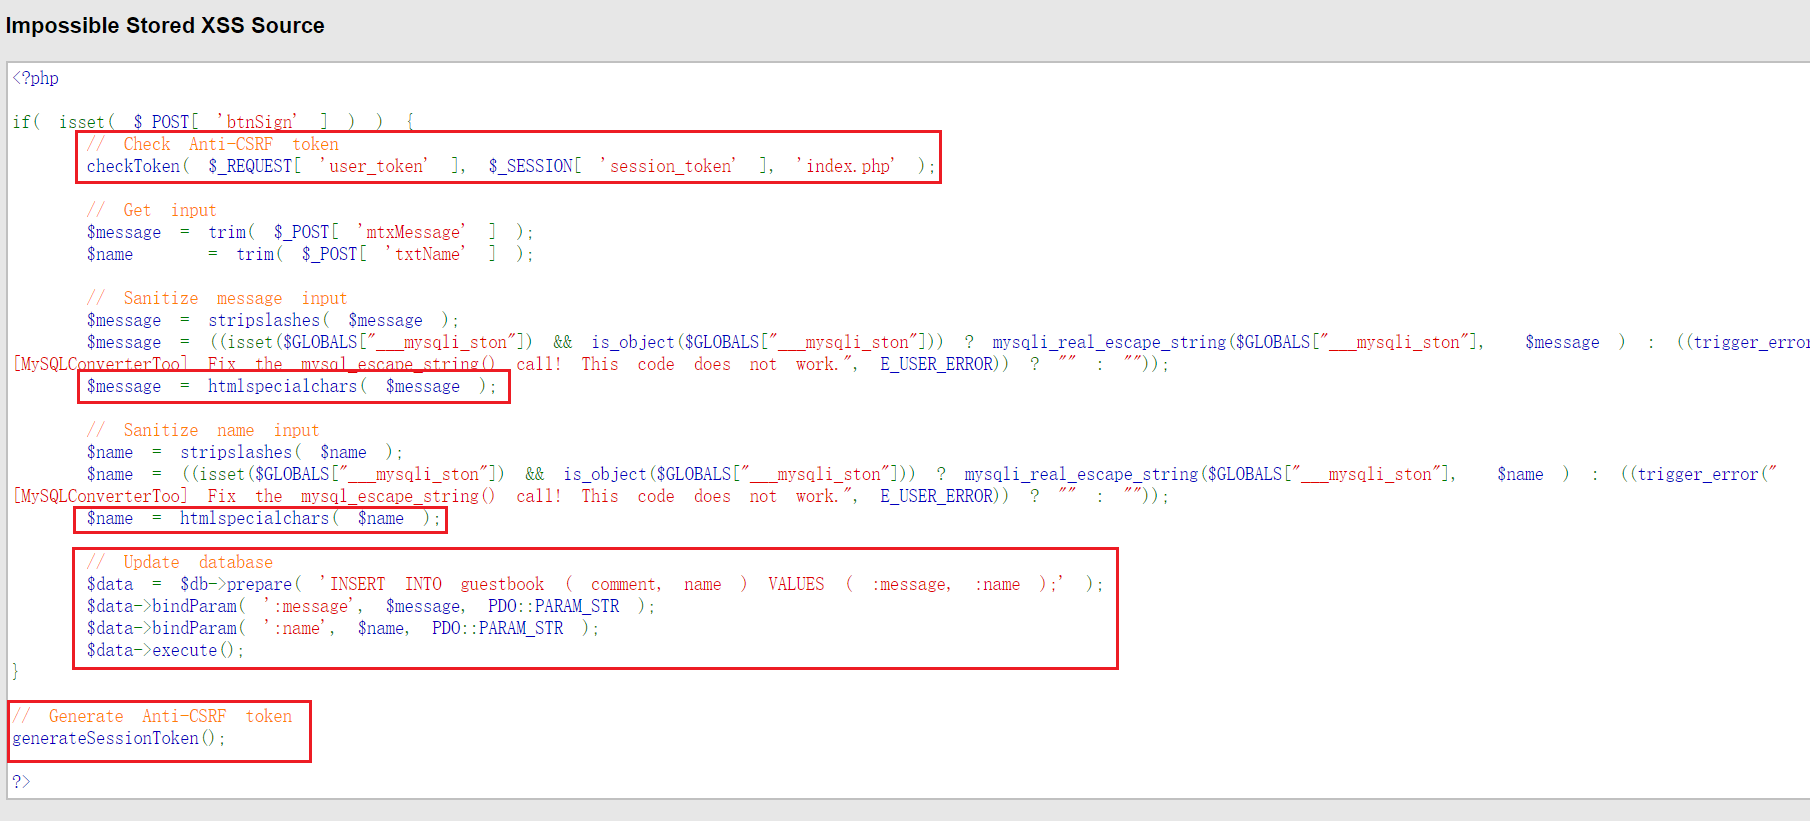 Impossible Stored XSS Source
<?php
if( isset( $_POST[ 'btnSign' ] ) ) {
// Check Anti-CSRF token
checkToken( $_REQUEST[ 'user_token' ], $_SESSION[ 'session_token' ], 'index.php' );
// Get input
$message = trim( $_POST[ 'mtxMessage' ] );
$name = trim( $_POST[ 'txtName' ] );
// Sanitize message input
$message = stripslashes( $message );
$message = ((isset($GLOBALS["___mysqli_ston"]) && is_object($GLOBALS["___mysqli_ston"])) ? mysqli_real_escape_string($GLOBALS["___mysqli_ston"], $message ) : ((trigger_error
[MySQLConverterToo] Fix the mysql_escape_string() call! This code does not work.", E_USER_ERROR)) ? "" : ""));
$message = htmlspecialchars( $message );
// Sanitize name input
$name = stripslashes( $name );
$name = ((isset($GLOBALS["___mysqli_ston"]) && is_object($GLOBALS["___mysqli_ston"])) ? mysqli_real_escape_string($GLOBALS["___mysqli_ston"], $name ) : ((trigger_error("
[MySQLConverterToo] Fix the mysql_escape_string() call! This code does not work.", E_USER_ERROR)) ? "" : ""));
$name = htmlspecialchars( $name );
// Update database
$data = $db->prepare( 'INSERT INTO guestbook ( comment, name ) VALUES ( :message, :name );' );
$data->bindParam( ':message', $message, PDO::PARAM_STR );
$data->bindParam( ':name', $name, PDO::PARAM_STR );
$data->execute();
}
// Generate Anti-CSRF token
generateSessionToken();
?>